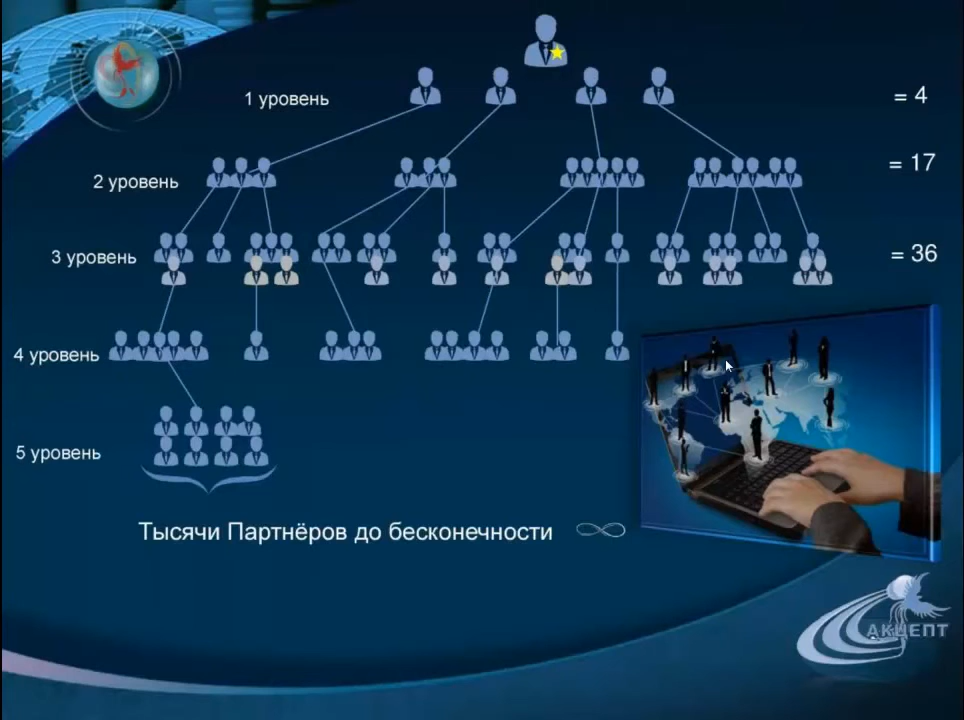 1 уровень
= 4
2 уровень
= 17
3 уровень
= 36
4 уровень
5 уровень
Тысячи Партнёров до бесконечности
АКЦЕПТ